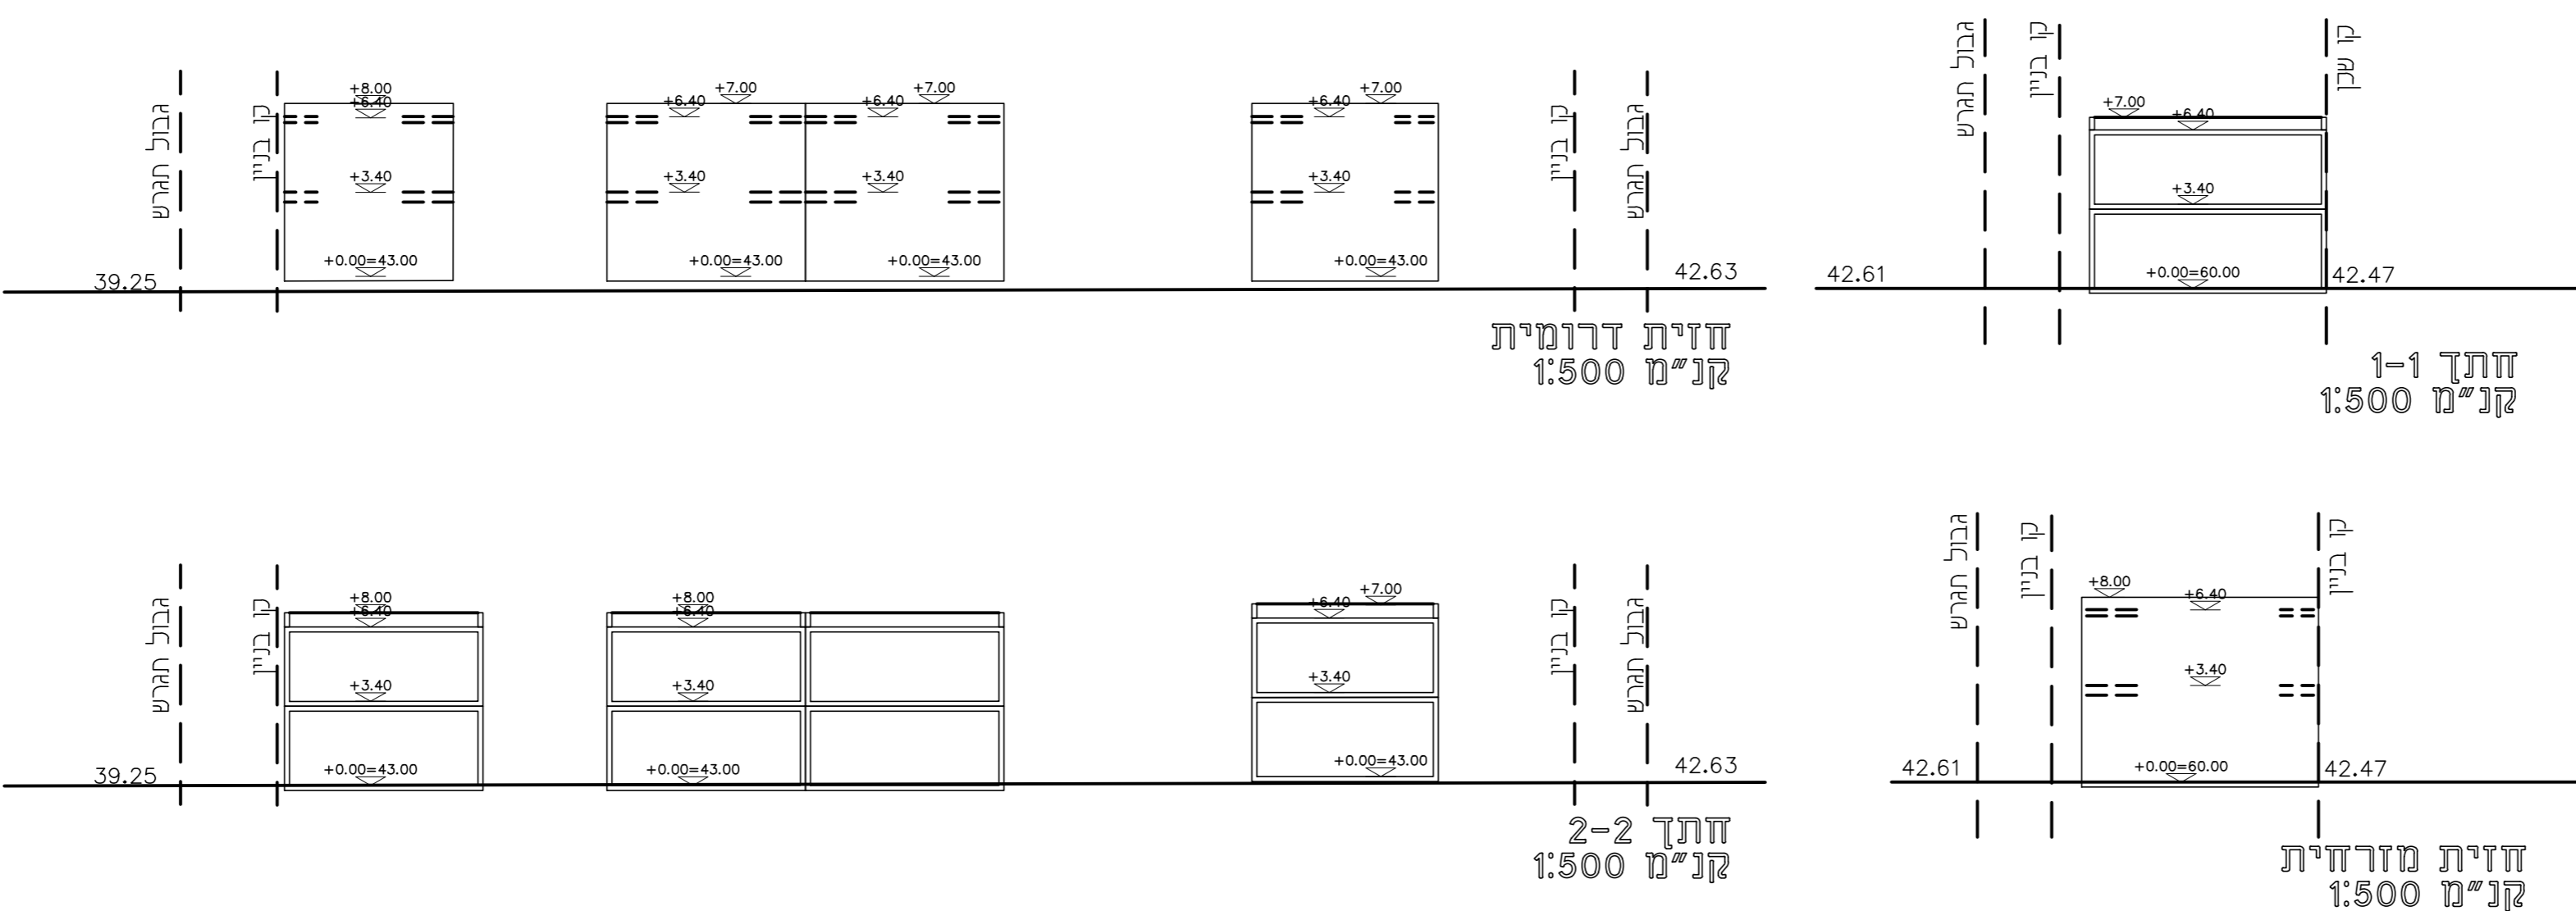 גבול תגרש
קו בניין
+8.00
+6.40
+3.40
+0.00=43.00
39.25
+6.40
+7.00
+3.40
+0.00=43.00
+6.40
+7.00
+3.40
+0.00=43.00
+6.40
+7.00
+3.40
+0.00=43.00
קו בניין
גבול תגרש
42.63
חזית דרומית
קנ״מ 1:500
גבול תגרש
קו בניין
קו שכן
+7.00
+6.40
+3.40
+0.00=60.00
42.61
42.47
חתך 1-1
קנ״מ 1:500
גבול תגרש
קו בניין
+8.00
+6.40
+3.40
+0.00=43.00
39.25
+8.00
+6.40
+3.40
+0.00=43.00
+7.00
+6.40
+3.40
+0.00=43.00
קו בניין
גבול תגרש
42.63
חתך 2-2
קנ״מ 1:500
גבול תגרש
קו בניין
קו בניין
+8.00
+6.40
+3.40
+0.00=60.00
42.61
42.47
חזית מזרחית
קנ״מ 1:500